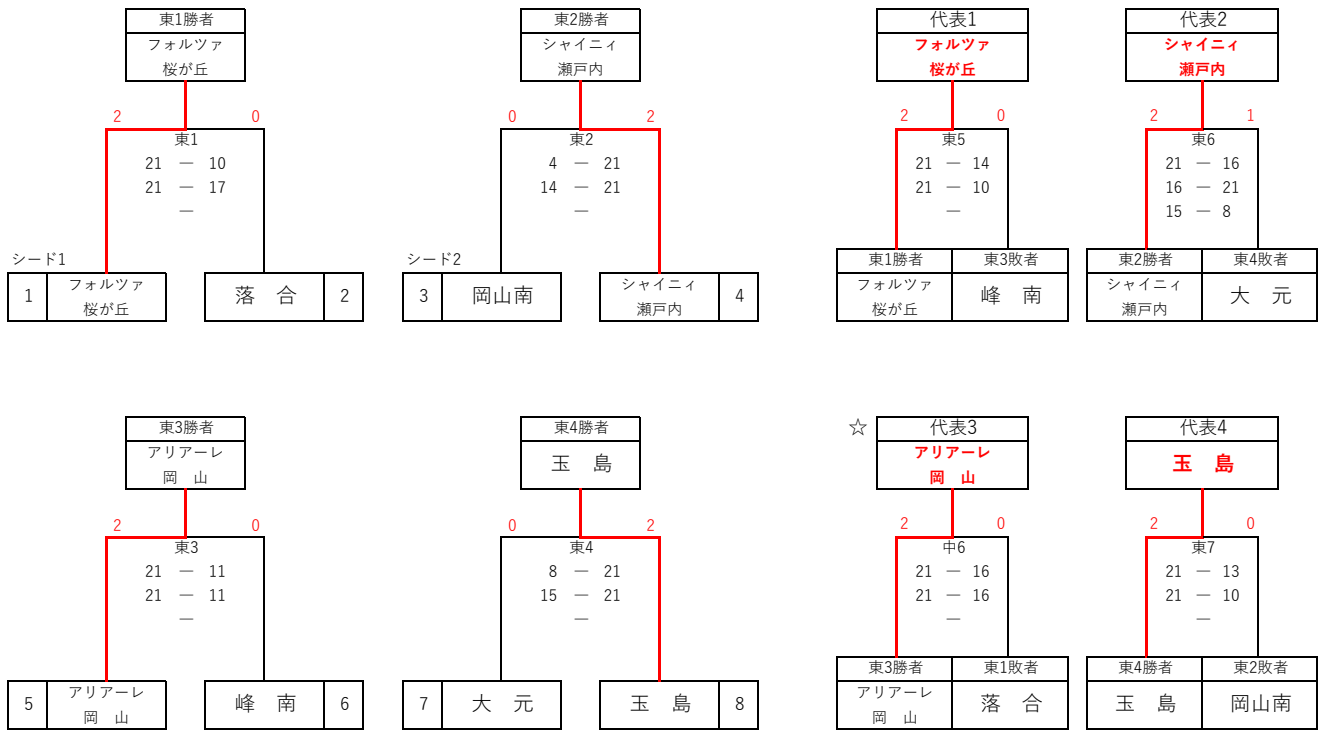 東1勝者
フォルツァ
桜が丘
2 0
東1
21 — 10
21 — 17
—
シード1
1 フォルツァ
桜が丘
落　合 2
東2勝者
シャイニィ
瀬戸内
0 2
東2
4 — 21
14 — 21
—
シード2
3 岡山南
シャイニィ
瀬戸内 4
代表1
フォルツァ
桜が丘
2 0
東5
21 — 14
21 — 10
—
東1勝者 東3敗者
フォルツァ
桜が丘
峰　南
代表2
シャイニィ
瀬戸内
2 1
東6
21 — 16
16 — 21
15 — 8
東2勝者 東4敗者
シャイニィ
瀬戸内
大　元
東3勝者
アリアーレ
岡　山
2 0
東3
21 — 11
21 — 11
—
5 アリアーレ
岡　山
峰　南 6
東4勝者
玉　島
0 2
東4
8 — 21
15 — 21
—
7 大　元
玉　島 8
☆ 代表3
アリアーレ
岡　山
2 0
中6
21 — 16
21 — 16
—
東3勝者 東1敗者
アリアーレ
岡　山
落　合
代表4
玉　島
2 0
東7
21 — 13
21 — 10
—
東4勝者 東2敗者
玉　島 岡山南